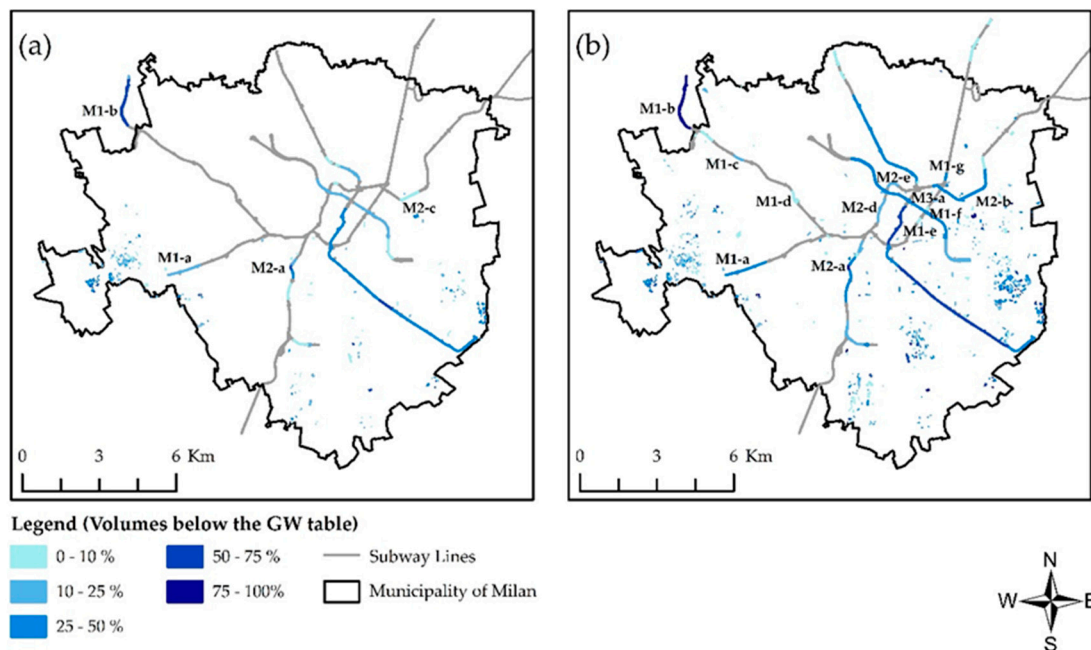 (a)
M1-b
M2-c
M1-a
M2-a
0 3 6 Km
(b)
M1-b
M1-c
M1-g
M2-e
M1-d
M3-a
M2-d
M1-f
M2-b
M1-e
M1-a
M2-a
0 3 6 Km
Legend (Volumes below the GW table)
0 - 10 % 50 - 75 % Subway Lines
10 - 25 % 75 - 100% Municipality of Milan
25 - 50 %
N
W E
S